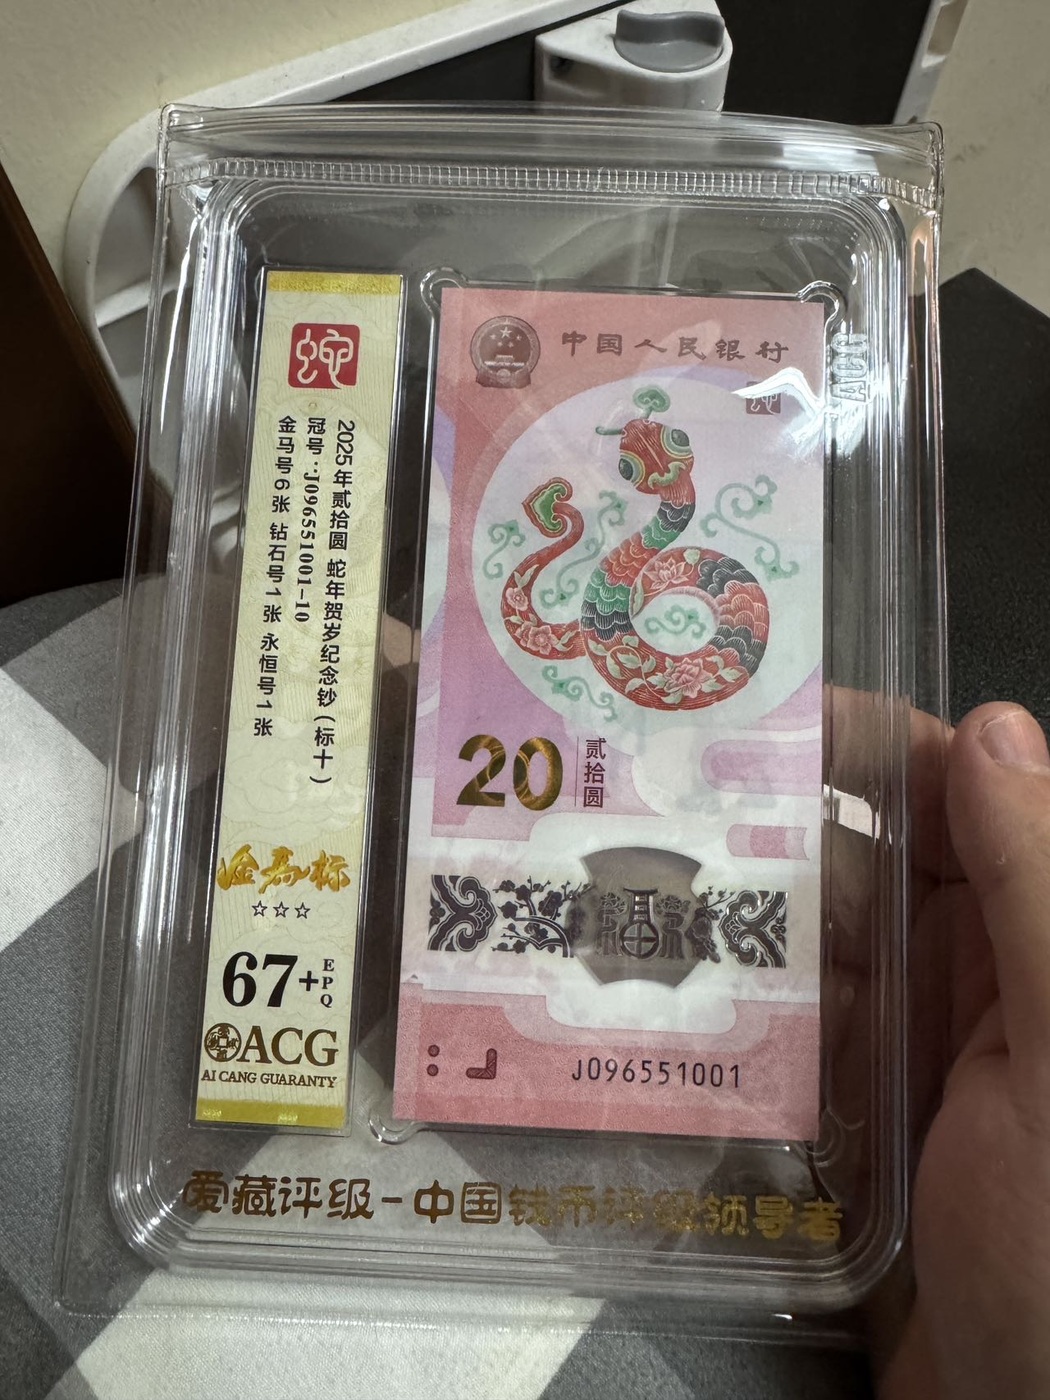 蛇
2025年贰拾圆 蛇年贺岁纪念钞（标十）
冠号：J096551001-10
金马号6张 钻石号1张 永恒号1张
金马标
☆☆☆
67+EPQ
ACG
AI CANG GUARANTY
中国人民银行
20
贰拾圆
福
J096551001
ACG
爱藏评级-中国钱币评级领导者